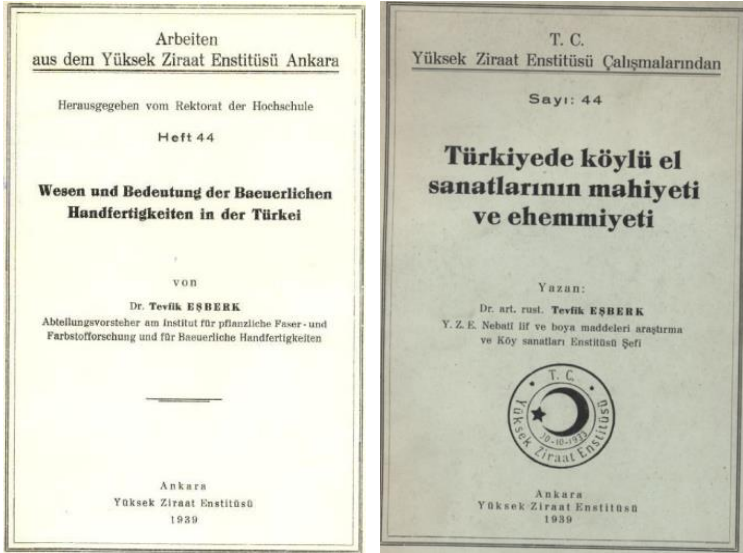 Arbeiten
aus dem Yüksek Ziraat Enstitüsü Ankara
Herausgegeben vom Rektorat der Hochschule
Heft 44
Wesen und Bedeutung der Baeuerlichen
Handfertigkeiten in der Türkei
von
Dr. Tevfik EŞBERK
Abteilungsvorsteher am Institut für pflanzliche Faser- und
Farbstofforschung und für Baeuerliche Handfertigkeiten
Ankara
Yüksek Ziraat Enstitüsü
1939
T. C.
Yüksek Ziraat Enstitüsü Çalışmalarından
Sayı: 44
Türkiyede köylü el
sanatlarının mahiyeti
ve ehemmiyeti
Yazan:
Dr. art. rust. Tevfik EŞBERK
Y. Z. E. Nebati lif ve boya maddeleri araştırma
ve Köy sanatları Enstitüsü Şefi
T. C.
Yüksek Ziraat Enstitüsü
30-10-1933
Ankara
Yüksek Ziraat Enstitüsü
1939